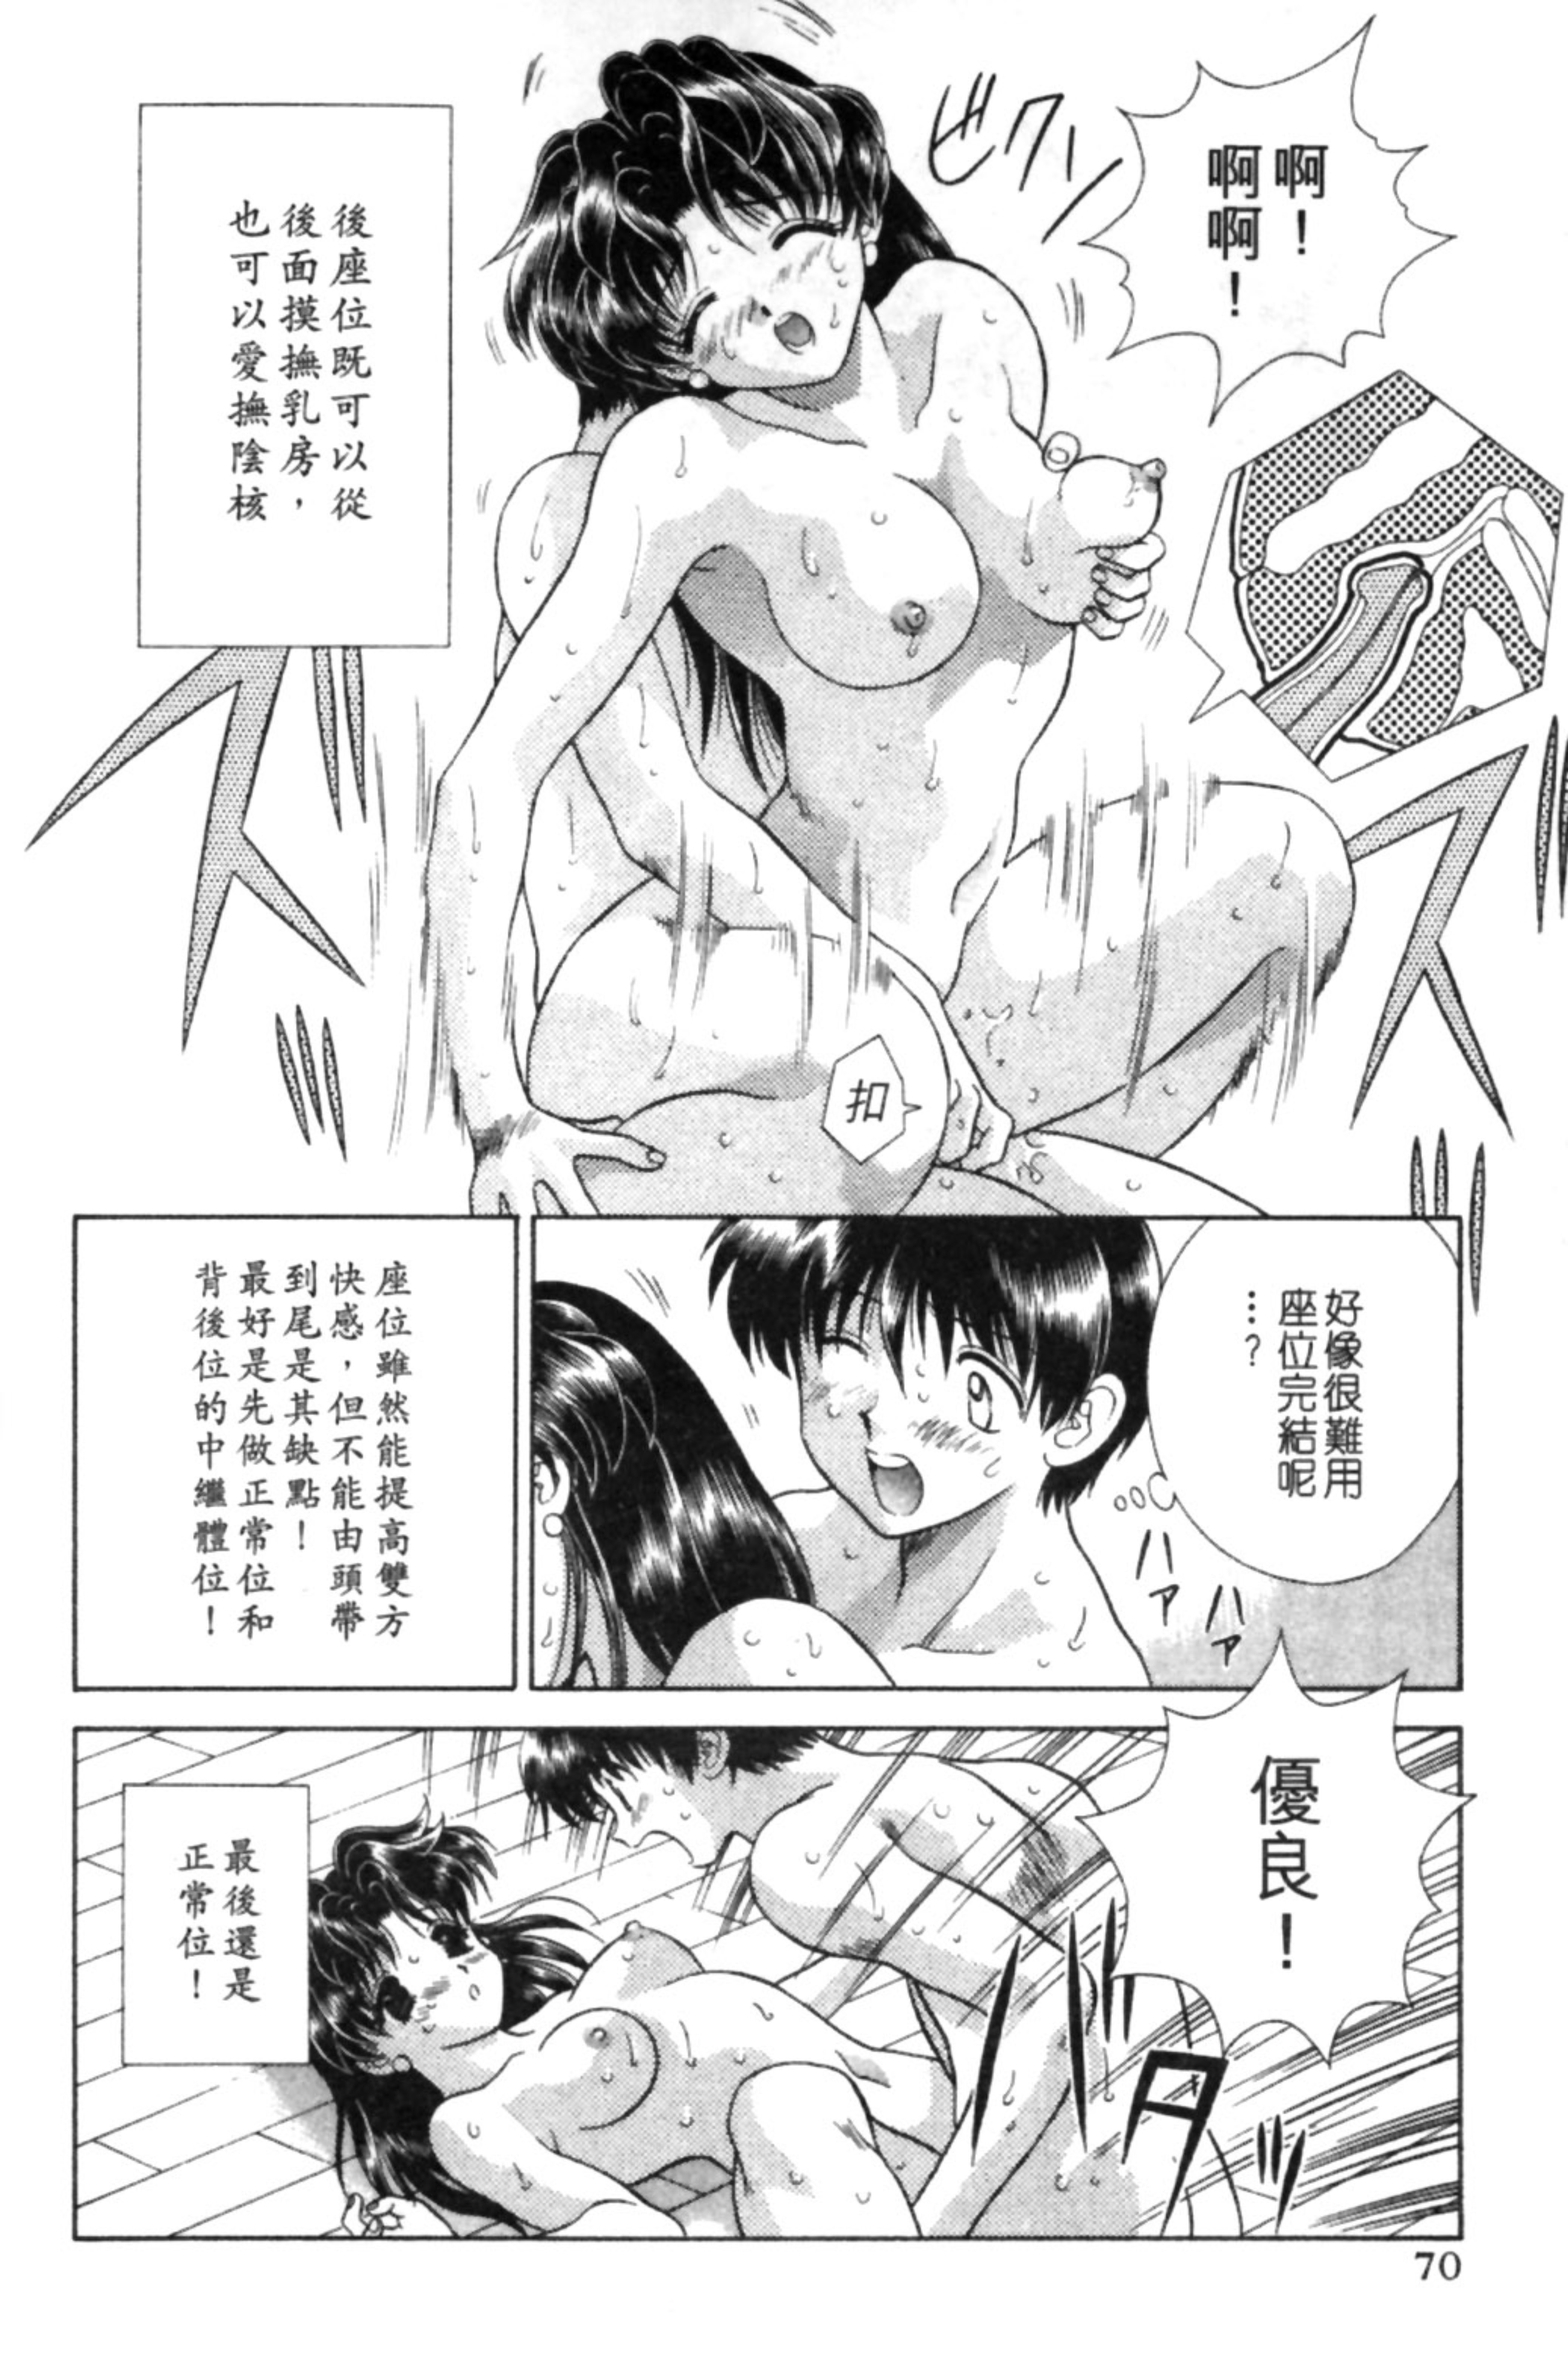 啊！
啊啊！
ビクン
後座位既可以從
後面摸撫乳房，
也可以愛撫陰核
扣
好像很難用
座位完結呢
…？
ハァ
ハァ
座位雖然能提高雙方
快感，但不能由頭帶
到尾是其缺點！
最好是先做正常位和
背後位的中繼體位！
優良！
最後還是
正常位！
70